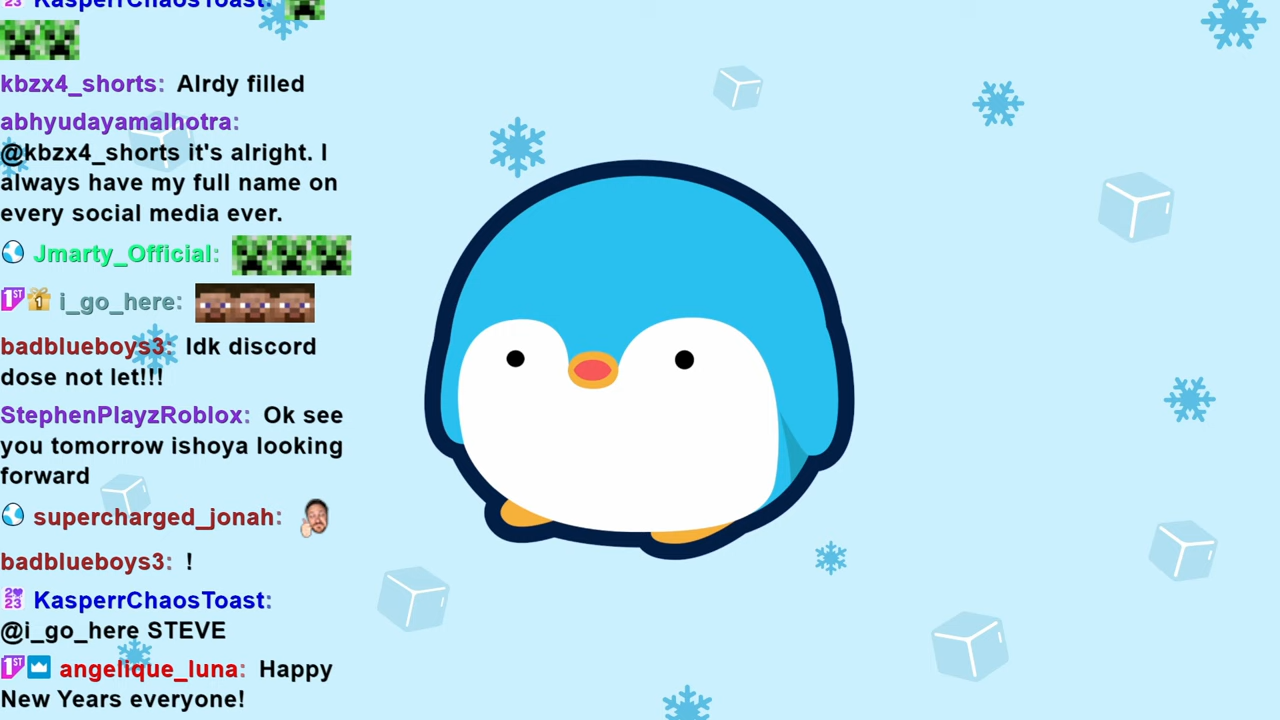 KasperrChaosToast:
kbzx4_shorts: Alrdy filled
abhyudayamalhotra:
@kbzx4_shorts it's alright. I
always have my full name on
every social media ever.
Jmarty_Official:
i_go_here:
badblueboys3: Idk discord
dose not let!!!
StephenPlayzRoblox: Ok see
you tomorrow ishoya looking
forward
supercharged_jonah:
badblueboys3: !
KasperrChaosToast:
@i_go_here STEVE
angelique_luna: Happy
New Years everyone!